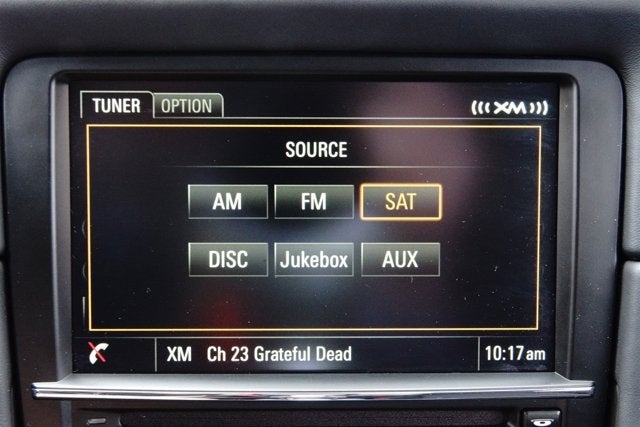 TUNER OPTION XM
SOURCE
AM FM SAT
DISC Jukebox AUX
XM Ch 23 Grateful Dead 10:17 am